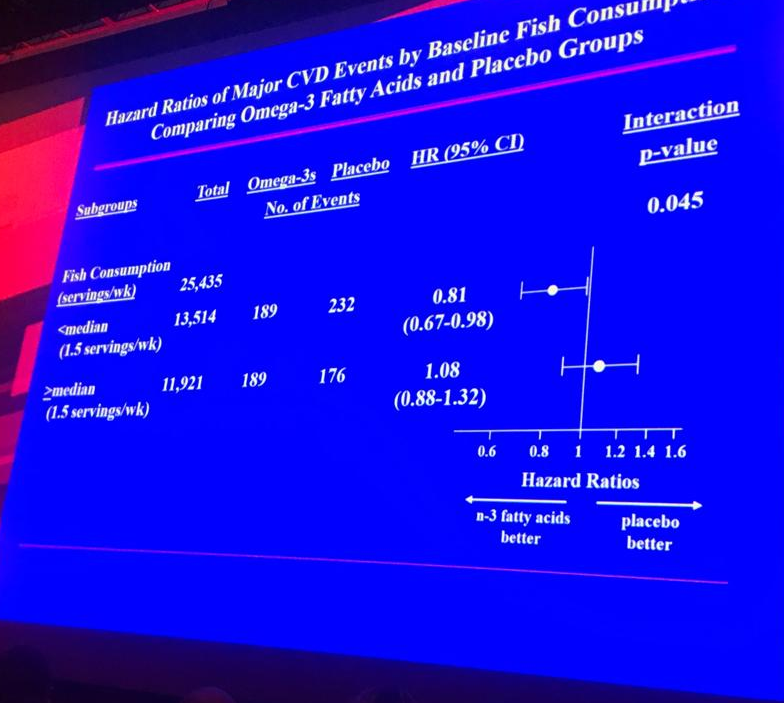 Hazard Ratios of Major CVD Events by Baseline Fish
Comparing Omega-3 Fatty Acids and Placebo Groups
Subgroups Total Omega-3s Placebo HR (95% CI) Interaction
No. of Events p-value
0.045
Fish Consumption
(servings/wk) 25,435
<median 13,514 189 232 0.81
(1.5 servings/wk) (0.67-0.98)
≥median 11,921 189 176 1.08
(1.5 servings/wk) (0.88-1.32)
0.6 0.8 1 1.2 1.4 1.6
Hazard Ratios
n-3 fatty acids placebo
better better